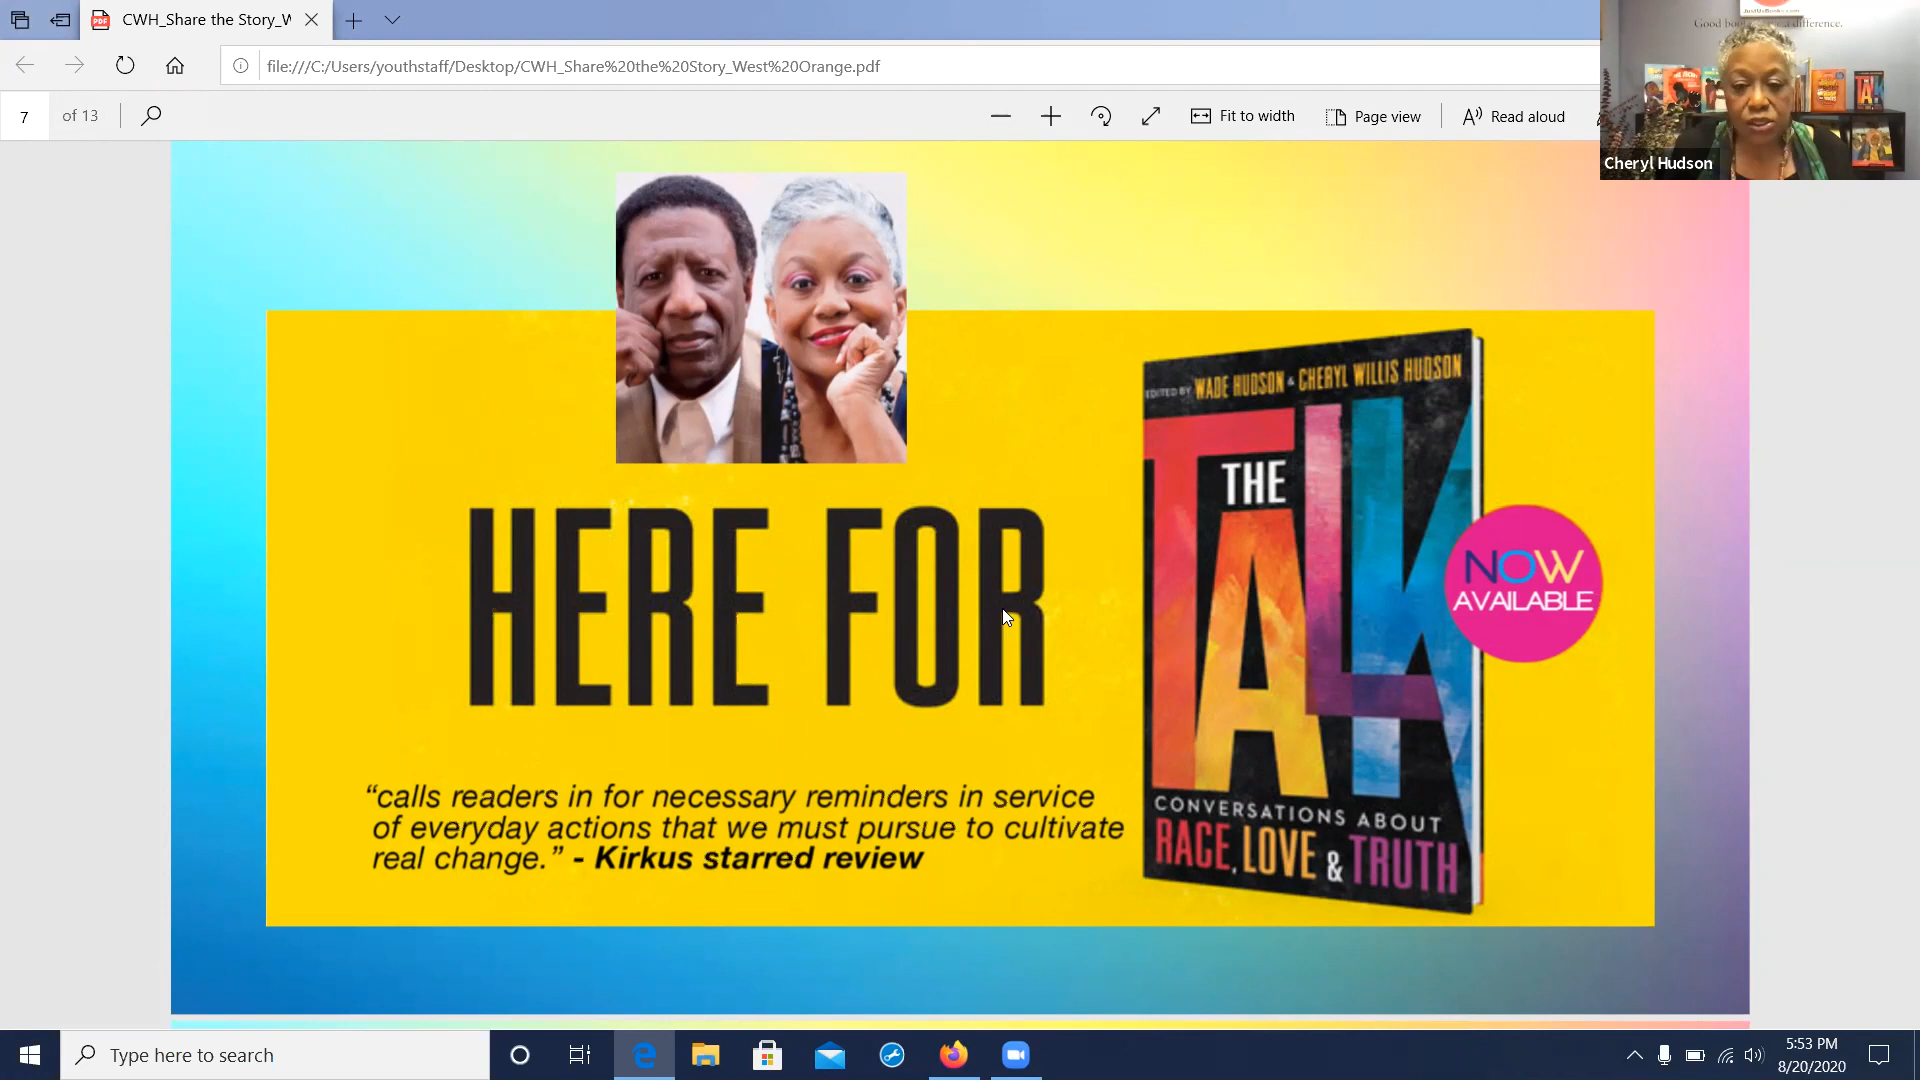 CWH_Share the Story_W
file:///C:/Users/youthstaff/Desktop/CWH_Share%20the%20Story_West%20Orange.pdf
7 of 13
Fit to width
Page view
Read aloud
Good
a difference.
Cheryl Hudson
EDITED BY WADE HUDSON & CHERYL WILLIS HUDSON
THE
TALK
CONVERSATIONS ABOUT
RACE, LOVE & TRUTH
NOW
AVAILABLE
HERE FOR
“calls readers in for necessary reminders in service
of everyday actions that we must pursue to cultivate
real change.” - Kirkus starred review
Type here to search
5:53 PM
8/20/2020